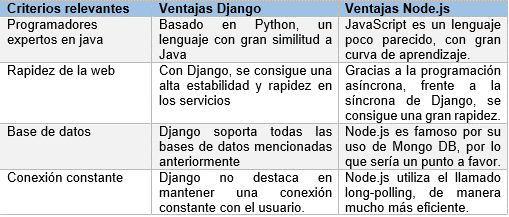 Criterios relevantes Ventajas Django Ventajas Node.js
Programadores expertos en java
Basado en Python, un lenguaje con gran similitud a Java
JavaScript es un lenguaje poco parecido, con gran curva de aprendizaje.
Rapidez de la web
Con Django, se consigue una alta estabilidad y rapidez en los servicios
Gracias a la programación asíncrona, frente a la síncrona de Django, se consigue una gran rapidez.
Base de datos
Django soporta todas las bases de datos mencionadas anteriormente
Node.js es famoso por su uso de Mongo DB, por lo que sería un punto a favor.
Conexión constante
Django no destaca en mantener una conexión constante con el usuario.
Node.js utiliza el llamado long-polling, de manera mucho más eficiente.